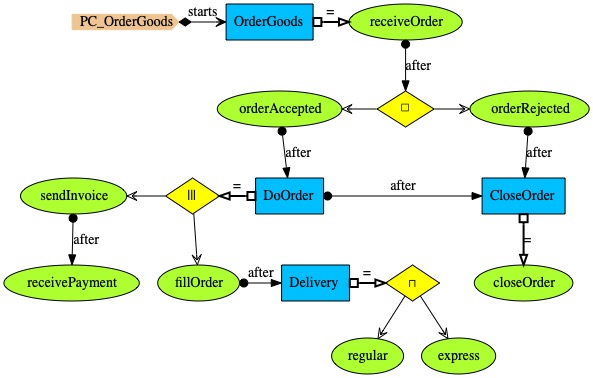 PC_OrderGoods
starts
OrderGoods
=
receiveOrder
after
orderAccepted
□
orderRejected
after
after
sendInvoice
|||
=
DoOrder
after
CloseOrder
after
=
receivePayment
fillOrder
after
Delivery
=
⊓
closeOrder
regular
express